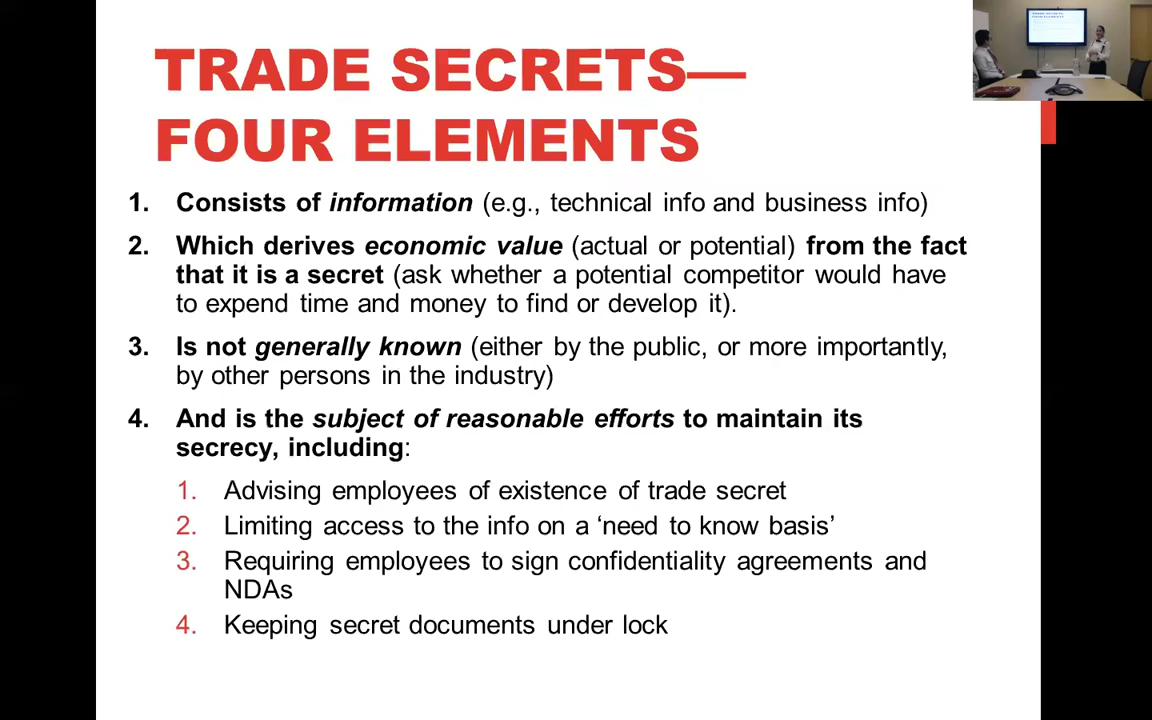 TRADE SECRETS—
FOUR ELEMENTS
1. Consists of information (e.g., technical info and business info)
2. Which derives economic value (actual or potential) from the fact
that it is a secret (ask whether a potential competitor would have
to expend time and money to find or develop it).
3. Is not generally known (either by the public, or more importantly,
by other persons in the industry)
4. And is the subject of reasonable efforts to maintain its
secrecy, including:
1. Advising employees of existence of trade secret
2. Limiting access to the info on a ‘need to know basis’
3. Requiring employees to sign confidentiality agreements and
NDAs
4. Keeping secret documents under lock